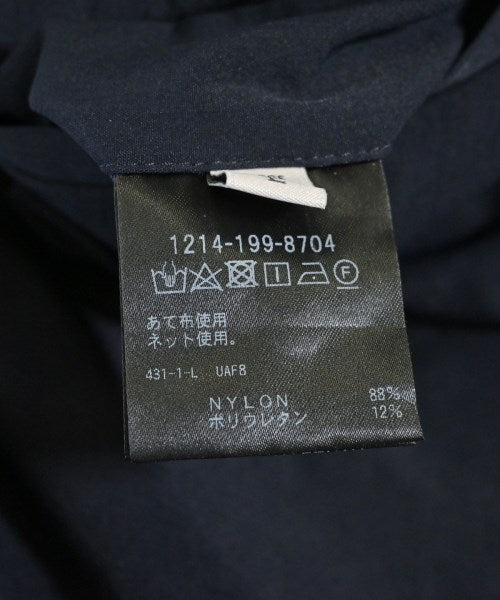 1214-199-8704
あて布使用
ネット使用。
431-1-L UAF8
NYLON 88%
ポリウレタン 12%